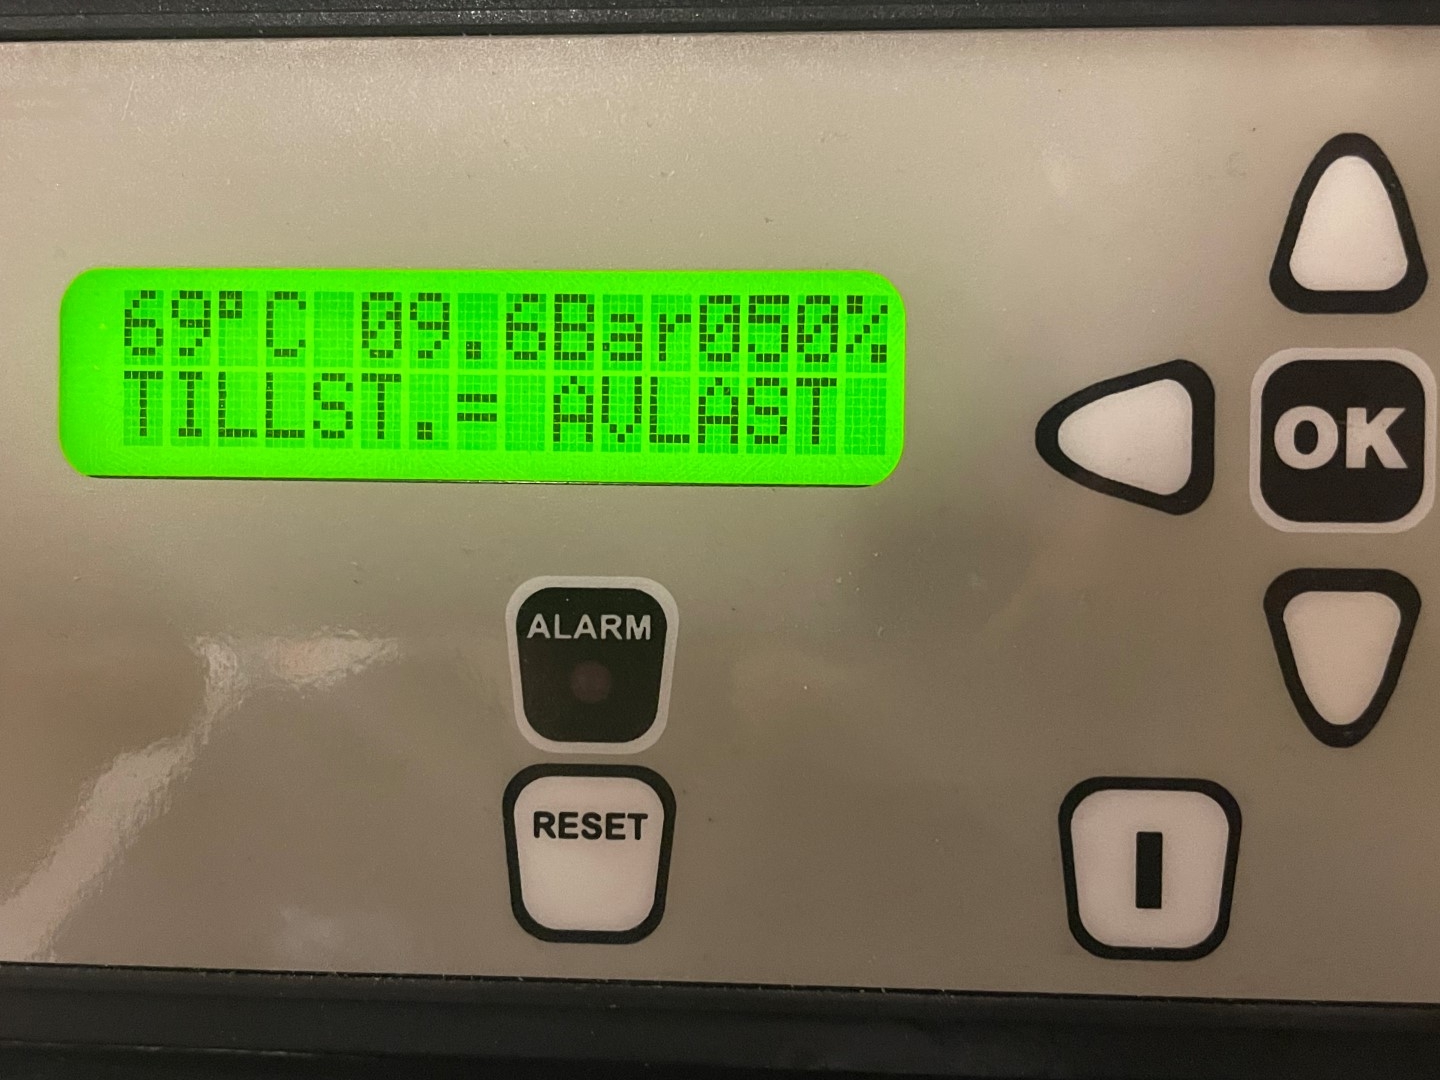 69°C 09.6Bar050%
TILLST.= AVLAST
OK
ALARM
RESET
I